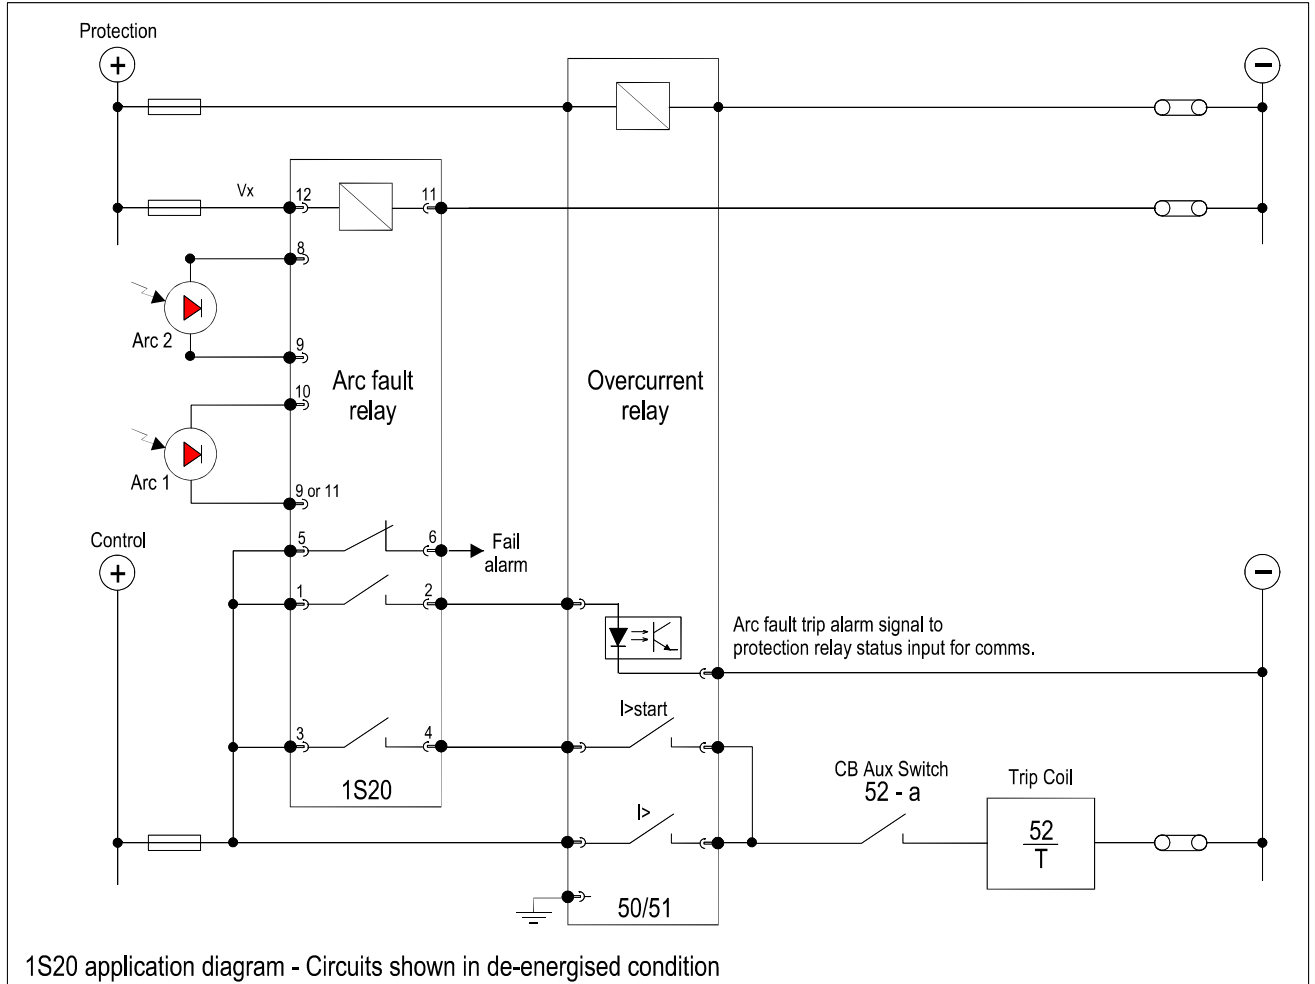 Protection
+
−
Vx
12
11
8
Arc 2
9
10
Arc fault
relay
Overcurrent
relay
Arc 1
9 or 11
Control
+
5
6
Fail
alarm
−
1
2
Arc fault trip alarm signal to
protection relay status input for comms.
I>start
3
4
1S20
CB Aux Switch
52 - a
Trip Coil
I>
52
T
50/51
1S20 application diagram - Circuits shown in de-energised condition